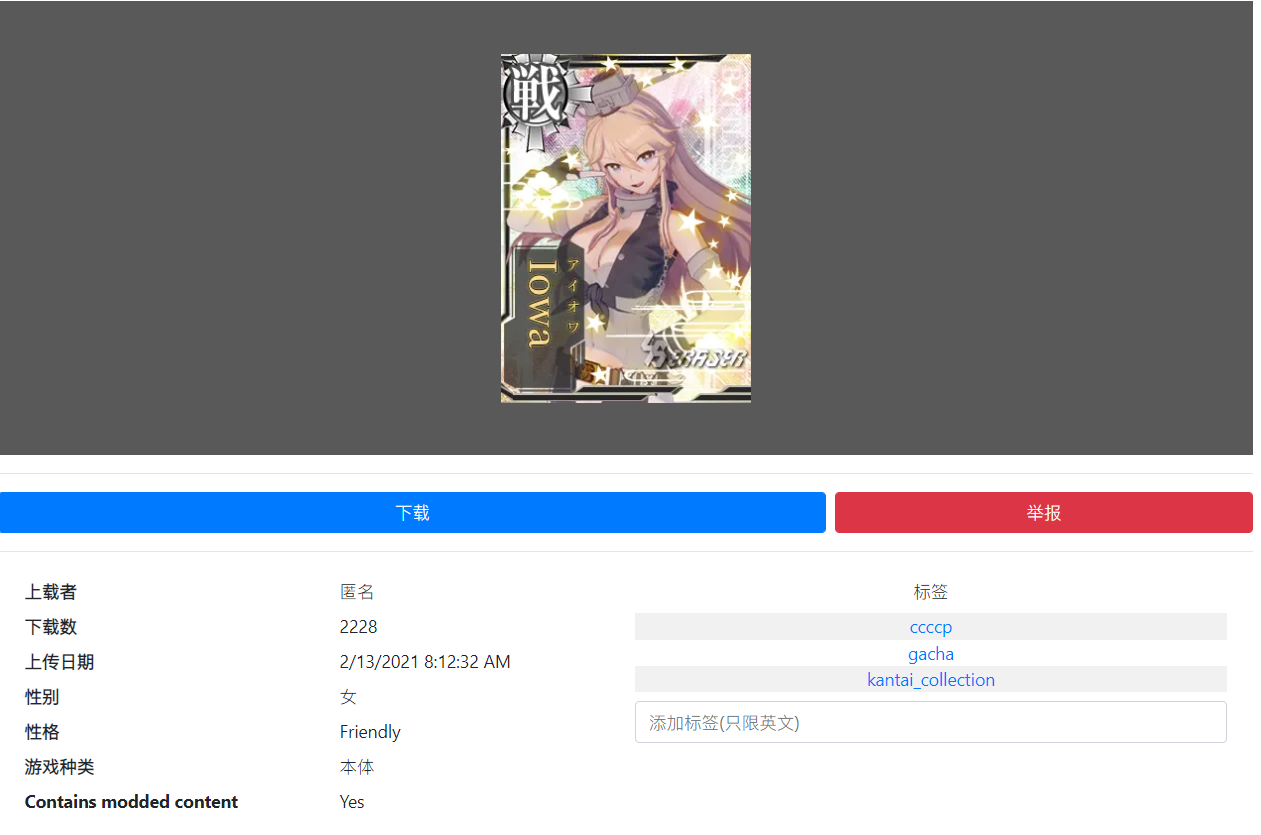 戦
アイオワ
Iowa
ERASER
下载
举报
上载者 匿名
下载数 2228
上传日期 2/13/2021 8:12:32 AM
性别 女
性格 Friendly
游戏种类 本体
Contains modded content Yes
标签
ccccp
gacha
kantai_collection
添加标签(只限英文)